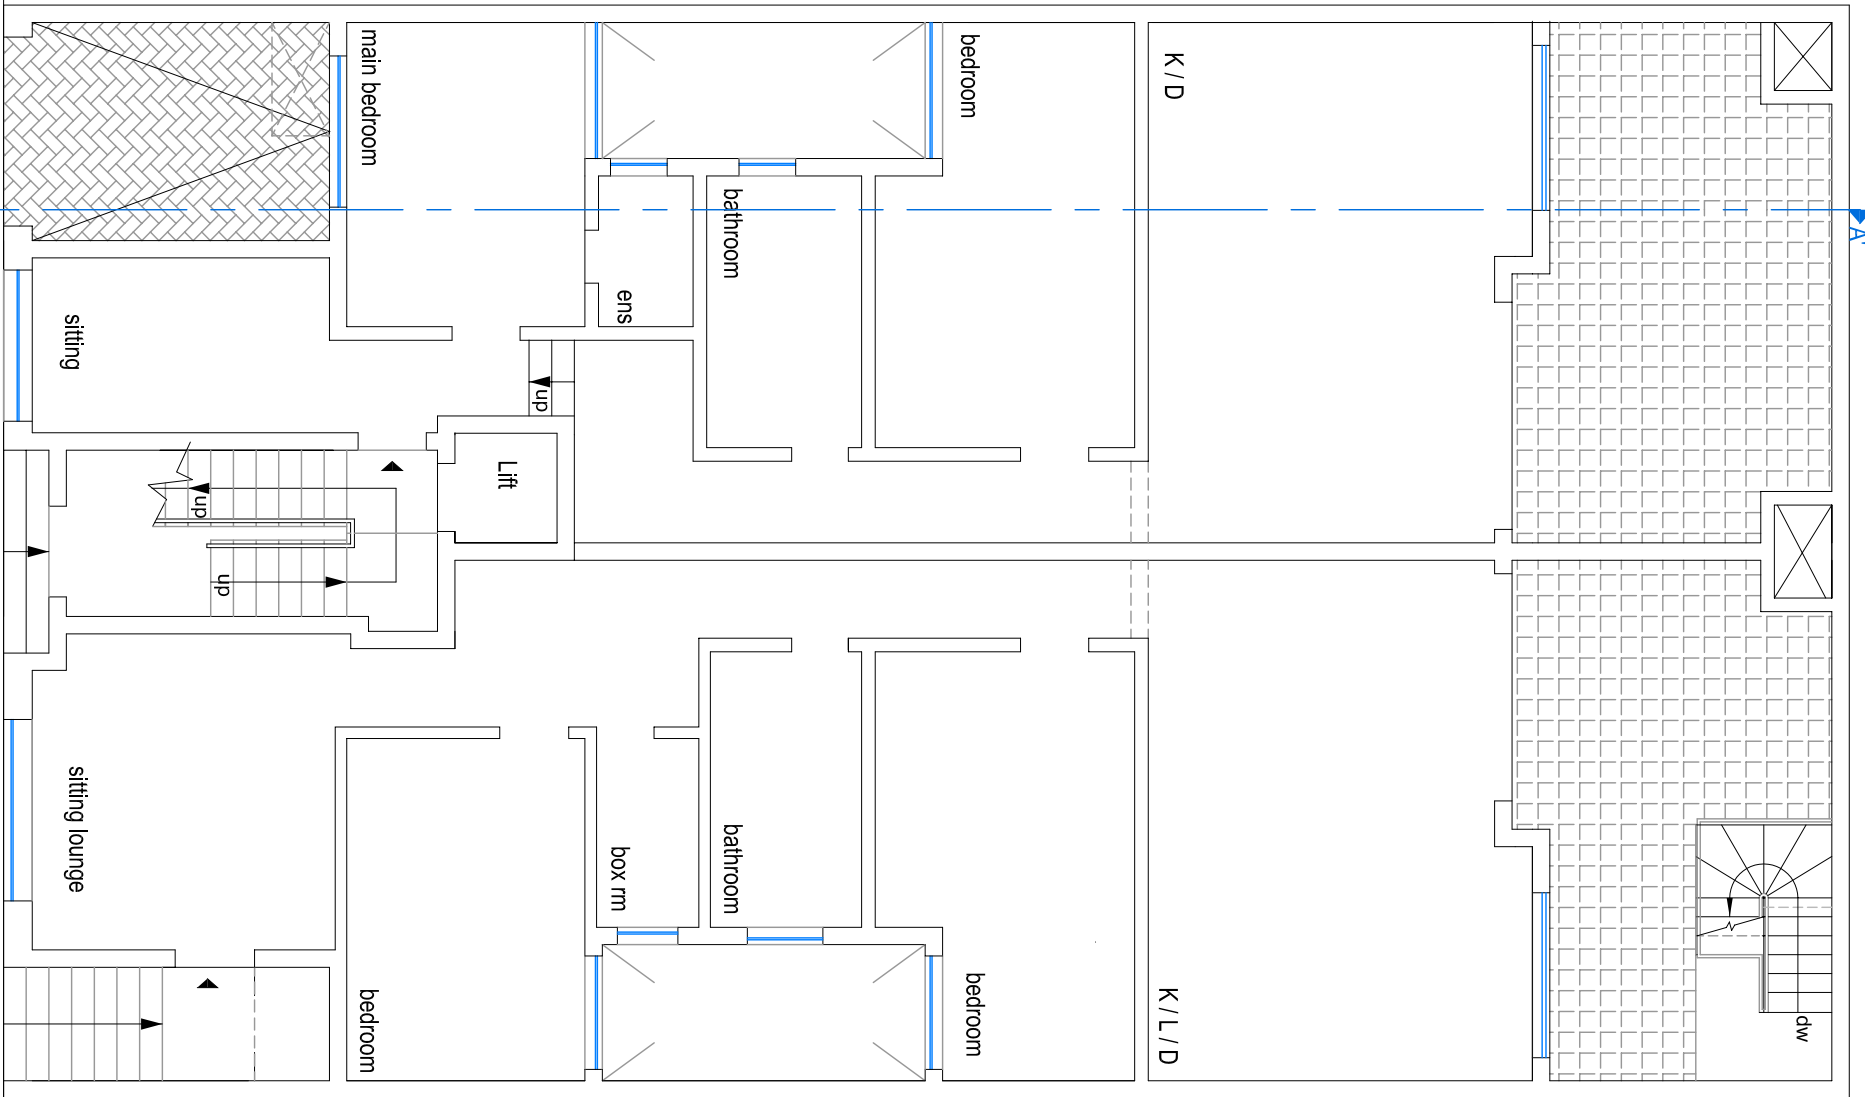 main bedroom
bedroom
K / D
A'
bathroom
ens
sitting
up
Lift
up
up
sitting lounge
box rm
bathroom
bedroom
bedroom
K / L / D
dw